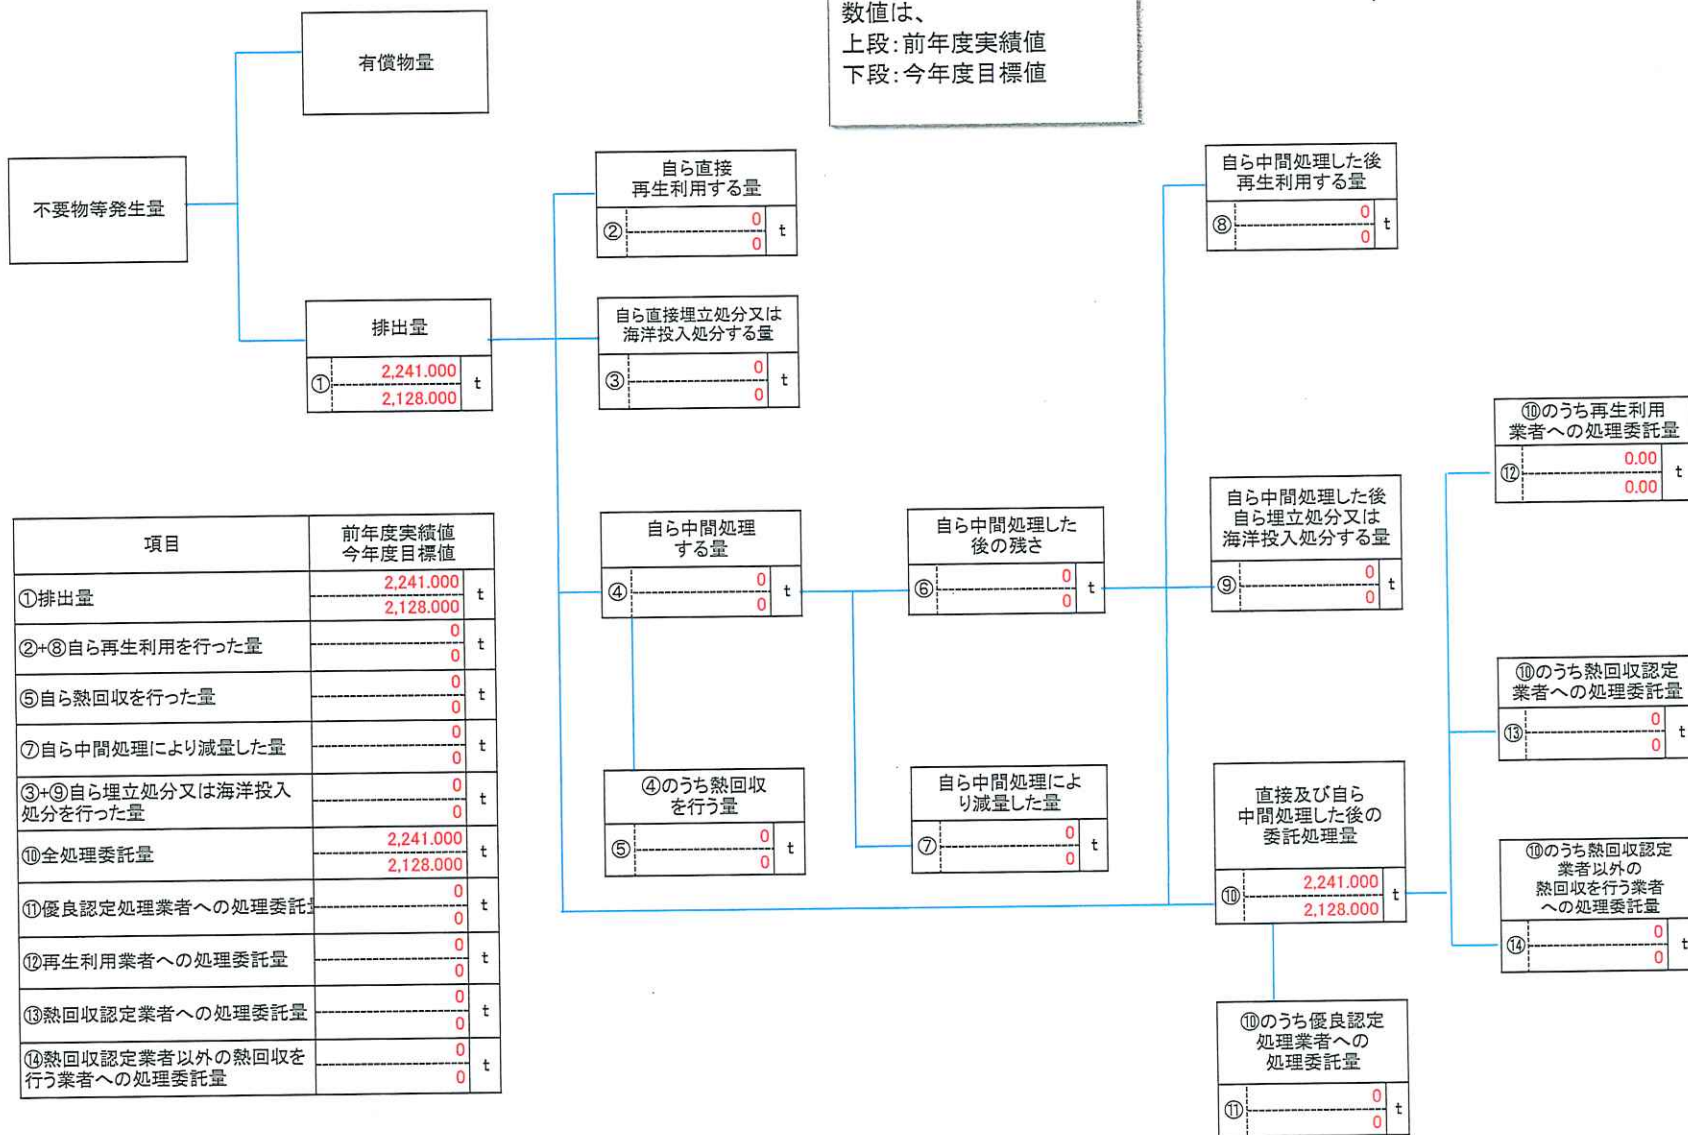 数値は、
上段:前年度実績値
下段:今年度目標値
有償物量
不要物等発生量
排出量
①
2,241.000
2,128.000
t
自ら直接
再生利用する量
②
0
0
t
自ら直接埋立処分又は
海洋投入処分する量
③
0
0
t
自ら中間処理
する量
④
0
0
t
④のうち熱回収
を行う量
⑤
0
0
t
自ら中間処理した
後の残さ
⑥
0
0
t
自ら中間処理によ
り減量した量
⑦
0
0
t
自ら中間処理した後
再生利用する量
⑧
0
0
t
自ら中間処理した後
自ら埋立処分又は
海洋投入処分する量
⑨
0
0
t
直接及び自ら
中間処理した後の
委託処理量
⑩
2,241.000
2,128.000
t
⑩のうち優良認定
処理業者への
処理委託量
⑪
0
0
t
⑩のうち再生利用
業者への処理委託量
⑫
0.00
0.00
t
⑩のうち熱回収認定
業者への処理委託量
⑬
0
0
t
⑩のうち熱回収認定
業者以外の
熱回収を行う業者
への処理委託量
⑭
0
0
t
項目
前年度実績値
今年度目標値
①排出量
2,241.000
2,128.000
t
②+⑧自ら再生利用を行った量
0
0
t
⑤自ら熱回収を行った量
0
0
t
⑦自ら中間処理により減量した量
0
0
t
③+⑨自ら埋立処分又は海洋投入
処分を行った量
0
0
t
⑩全処理委託量
2,241.000
2,128.000
t
⑪優良認定処理業者への処理委託
0
0
t
⑫再生利用業者への処理委託量
0
0
t
⑬熱回収認定業者への処理委託量
0
0
t
⑭熱回収認定業者以外の熱回収を
行う業者への処理委託量
0
0
t